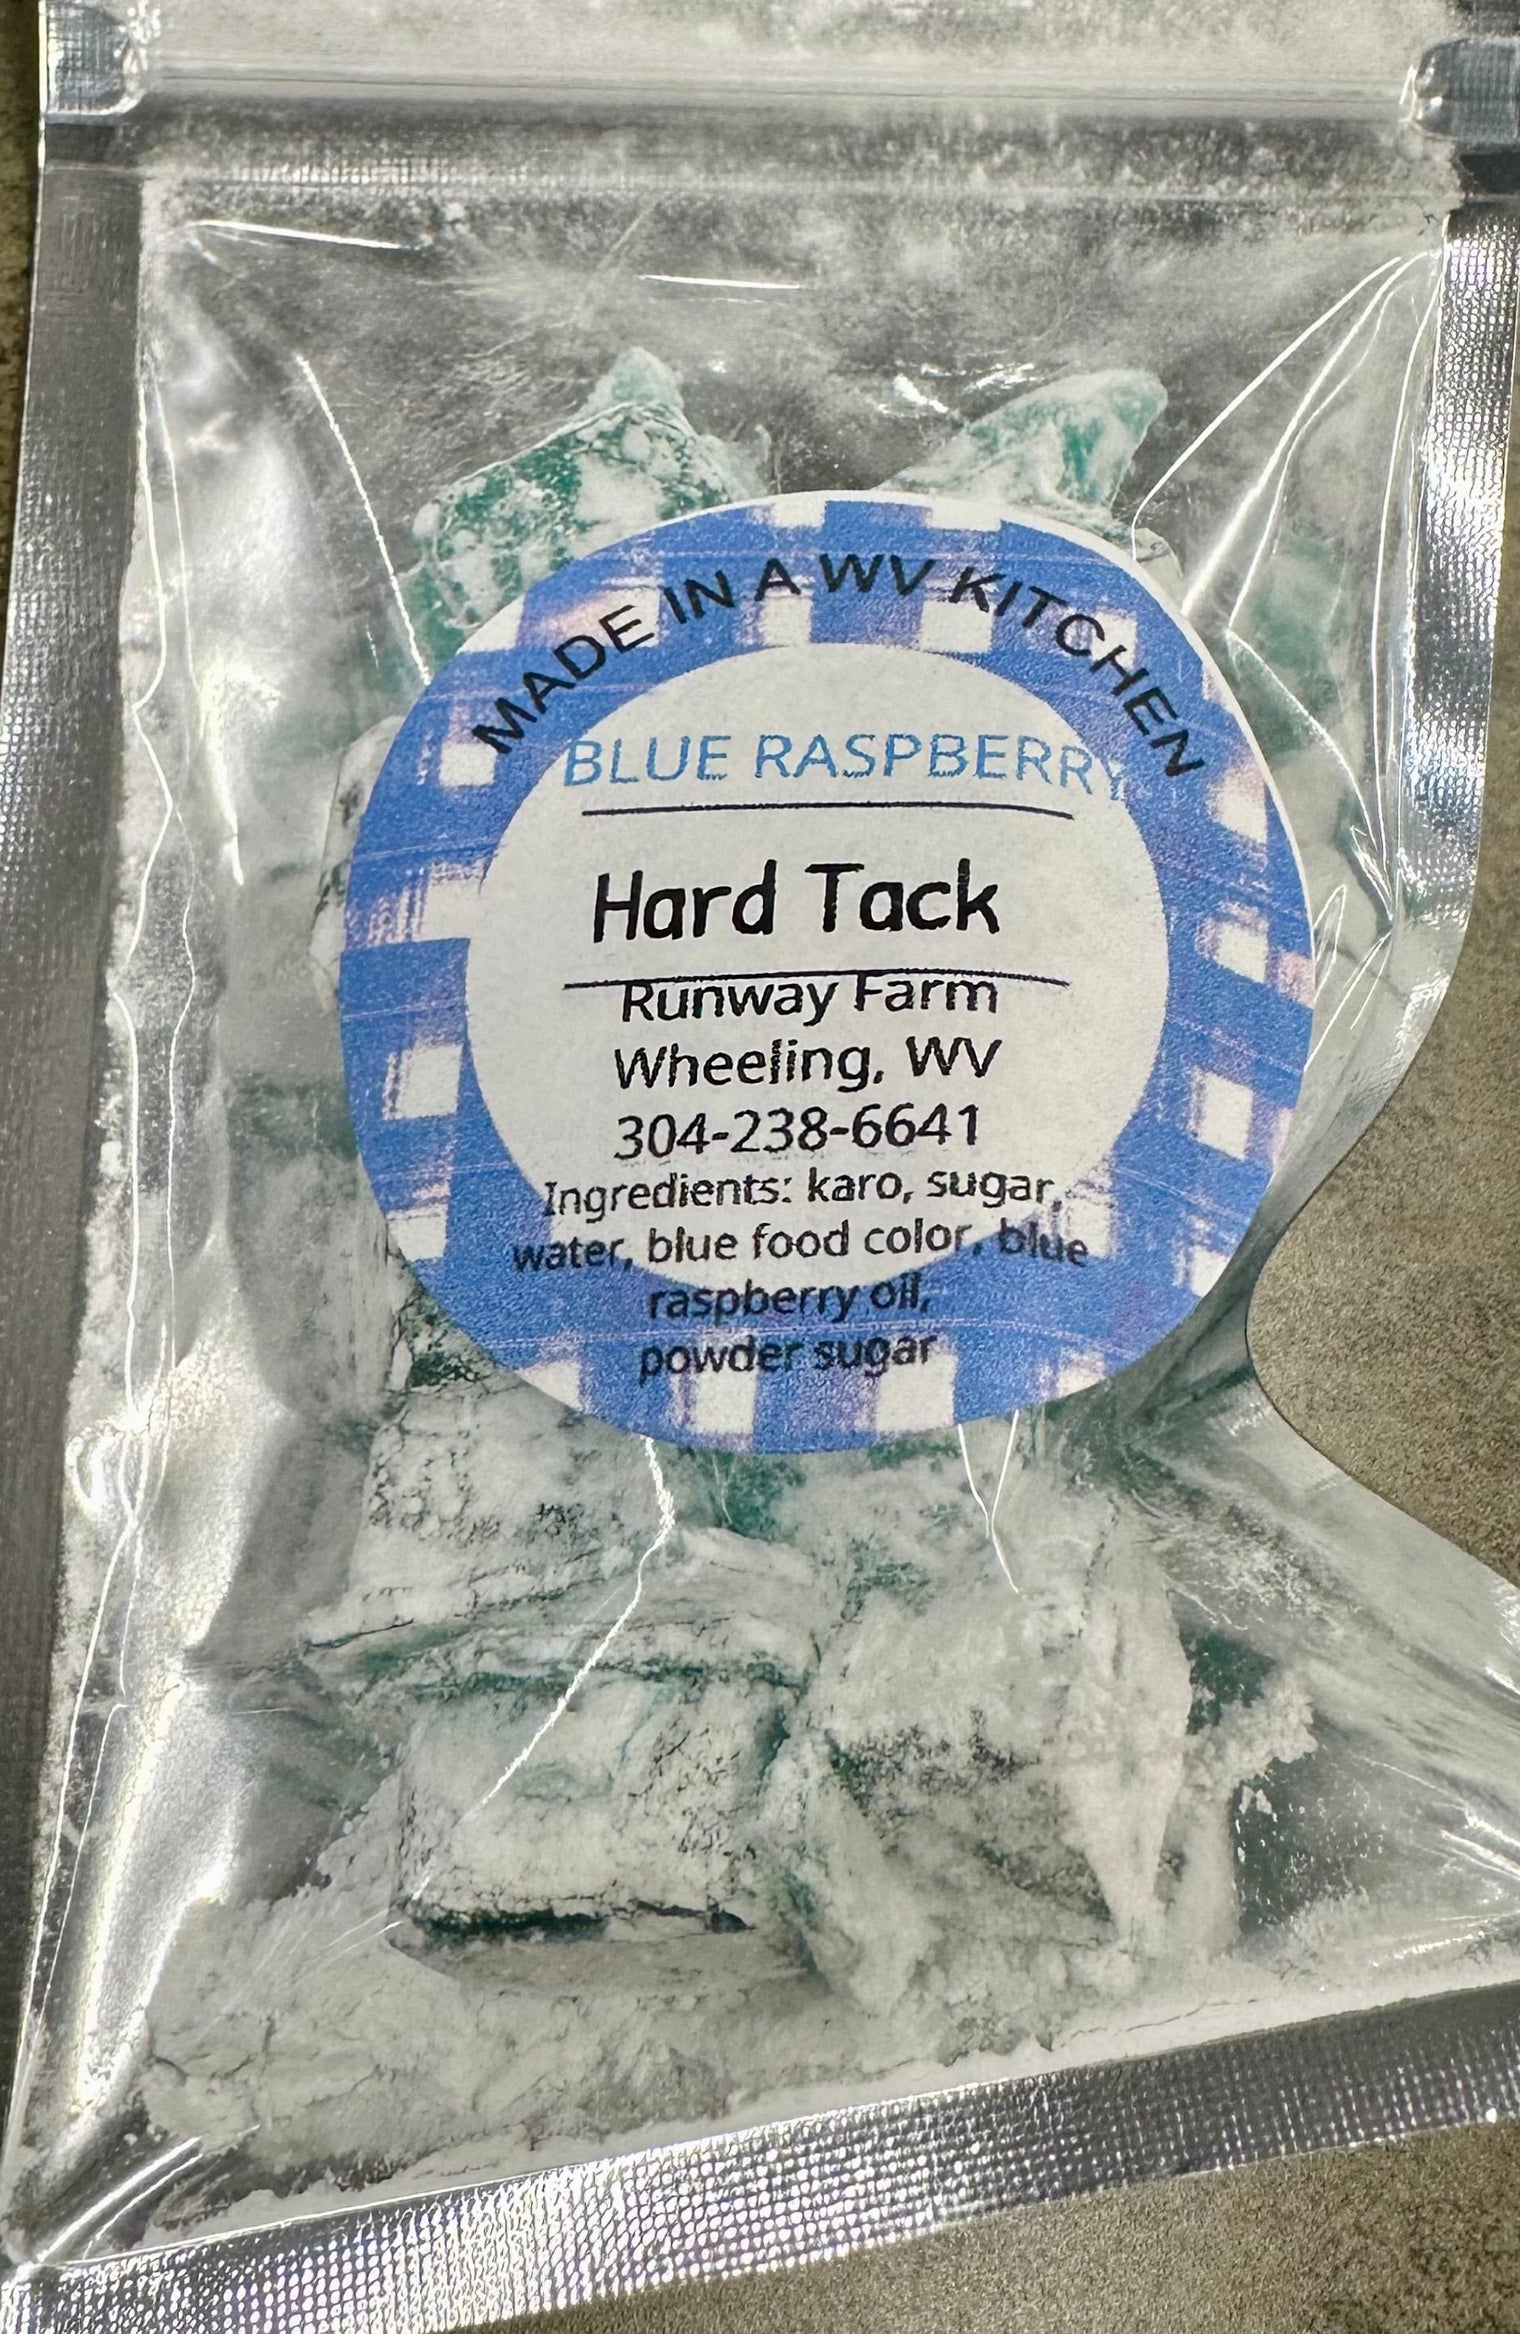 MADE IN A WV KITCHEN
BLUE RASPBERRY
Hard Tack
Runway Farm
Wheeling, WV
304-238-6641
Ingredients: karo, sugar,
water, blue food color, blue
raspberry oil,
powder sugar